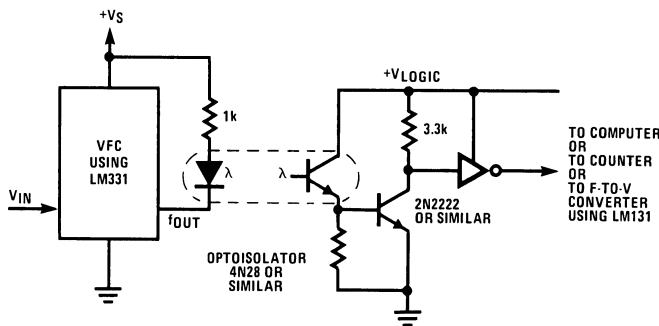 +VS
1k
VFC
USING
LM331
VIN
fOUT
λ
λ
OPTOISOLATOR
4N28 OR
SIMILAR
+VLOGIC
3.3k
2N2222
OR SIMILAR
TO COMPUTER
OR
TO COUNTER
OR
TO F-TO-V
CONVERTER
USING LM131